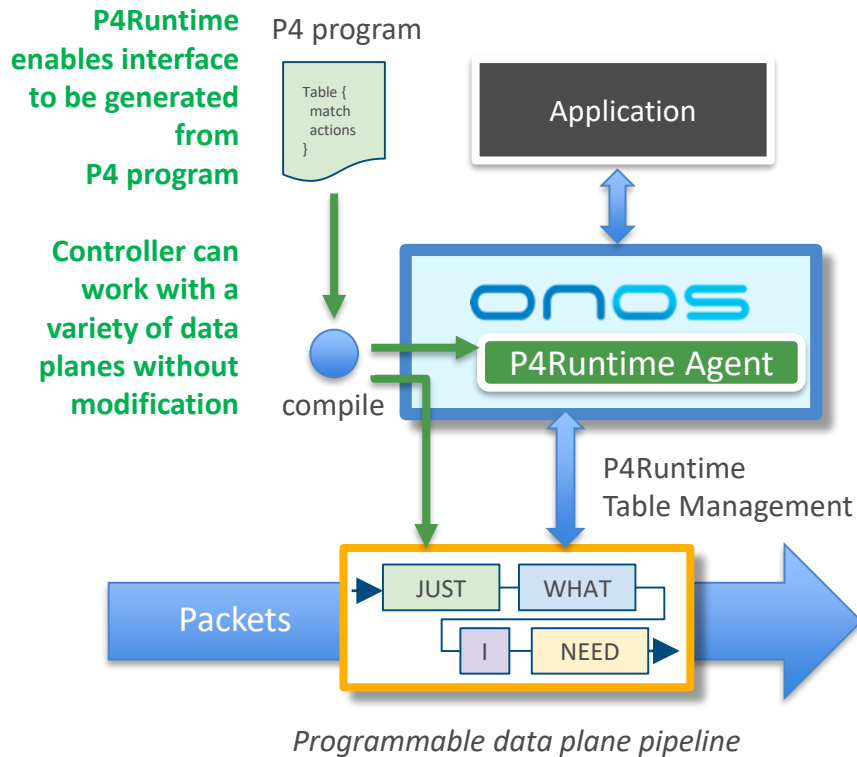 P4Runtime
enables interface
to be generated
from
P4 program
P4 program
Table {
match
actions
}
Application
Controller can
work with a
variety of data
planes without
modification
onos
P4Runtime Agent
compile
P4Runtime
Table Management
Packets
JUST
WHAT
I
NEED
Programmable data plane pipeline